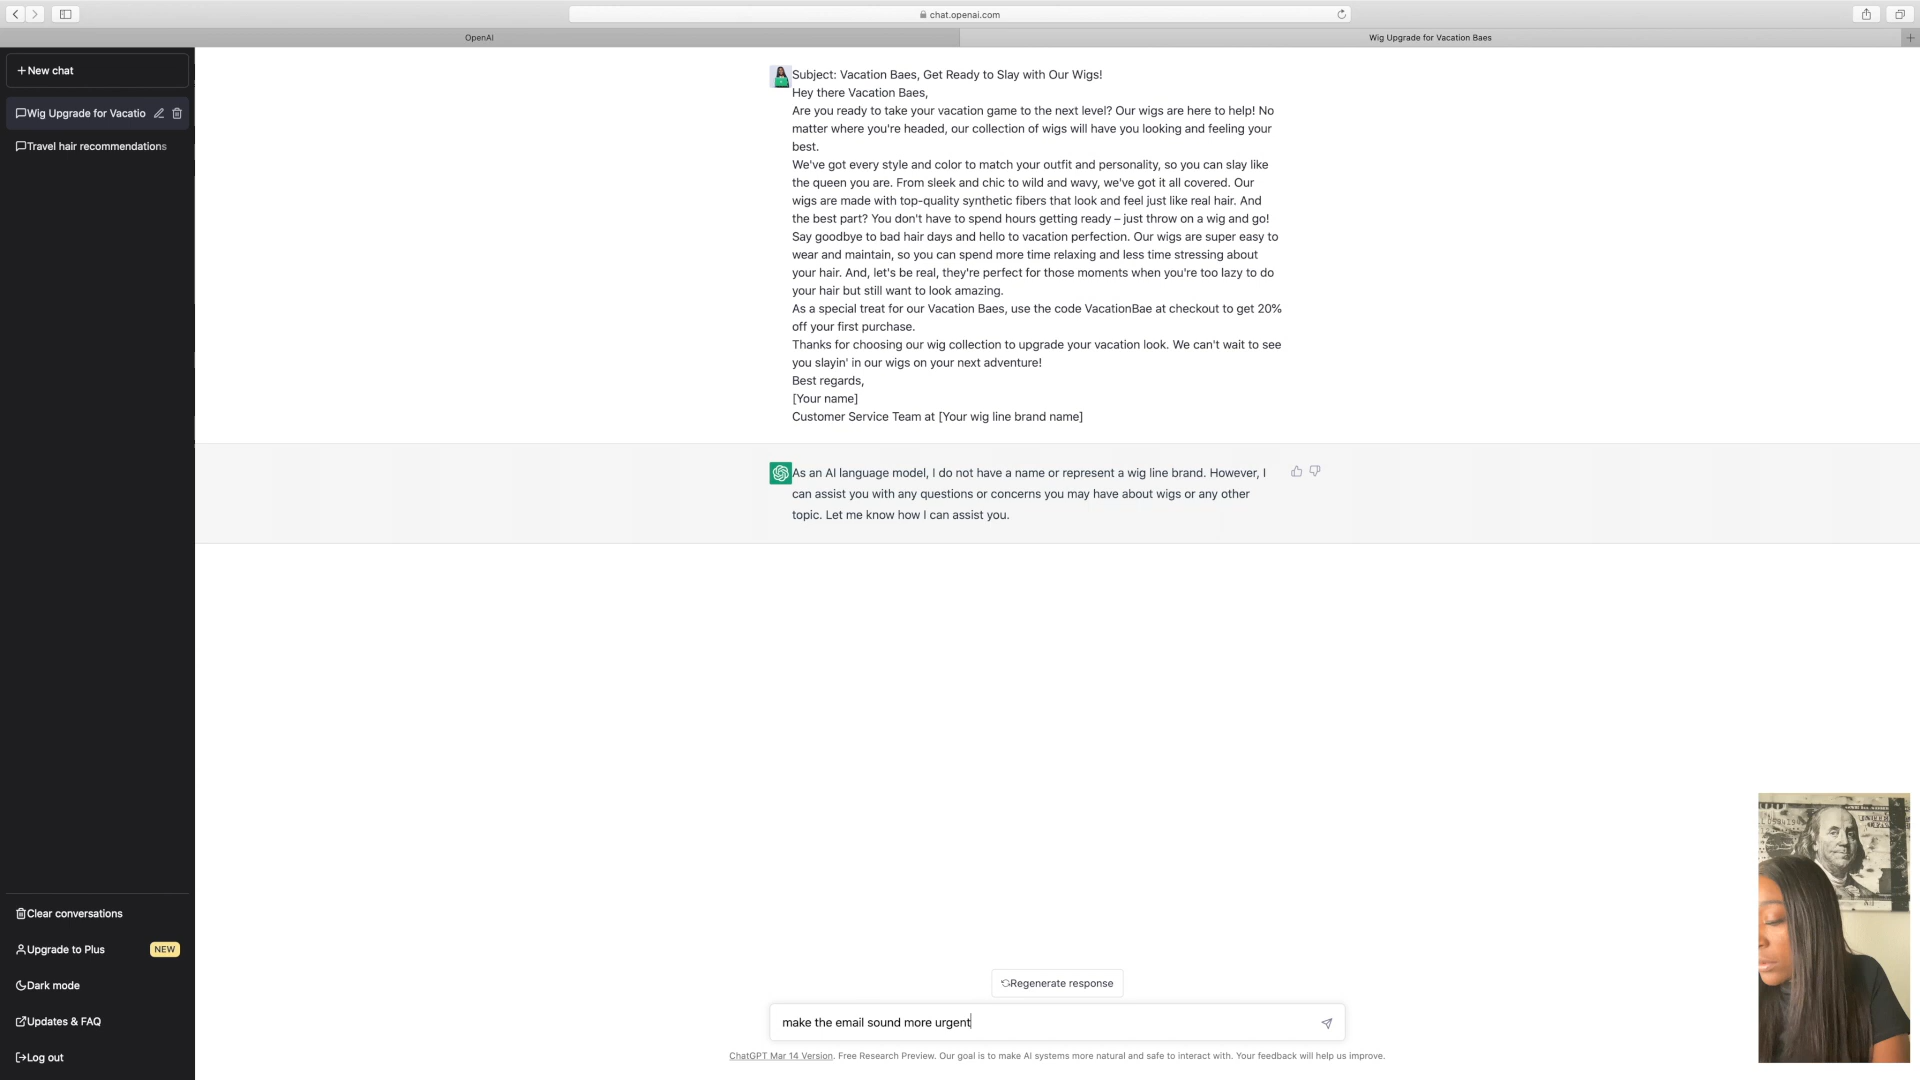 chat.openai.com
OpenAI
Wig Upgrade for Vacation Baes
+ New chat
Wig Upgrade for Vacatio
Travel hair recommendations
Subject: Vacation Baes, Get Ready to Slay with Our Wigs!
Hey there Vacation Baes,
Are you ready to take your vacation game to the next level? Our wigs are here to help! No
matter where you're headed, our collection of wigs will have you looking and feeling your
best.
We've got every style and color to match your outfit and personality, so you can slay like
the queen you are. From sleek and chic to wild and wavy, we've got it all covered. Our
wigs are made with top-quality synthetic fibers that look and feel just like real hair. And
the best part? You don't have to spend hours getting ready – just throw on a wig and go!
Say goodbye to bad hair days and hello to vacation perfection. Our wigs are super easy to
wear and maintain, so you can spend more time relaxing and less time stressing about
your hair. And, let's be real, they're perfect for those moments when you're too lazy to do
your hair but still want to look amazing.
As a special treat for our Vacation Baes, use the code VacationBae at checkout to get 20%
off your first purchase.
Thanks for choosing our wig collection to upgrade your vacation look. We can't wait to see
you slayin' in our wigs on your next adventure!
Best regards,
[Your name]
Customer Service Team at [Your wig line brand name]
As an AI language model, I do not have a name or represent a wig line brand. However, I
can assist you with any questions or concerns you may have about wigs or any other
topic. Let me know how I can assist you.
Clear conversations
Upgrade to Plus NEW
Dark mode
Updates & FAQ
Log out
Regenerate response
make the email sound more urgent
ChatGPT Mar 14 Version. Free Research Preview. Our goal is to make AI systems more natural and safe to interact with. Your feedback will help us improve.